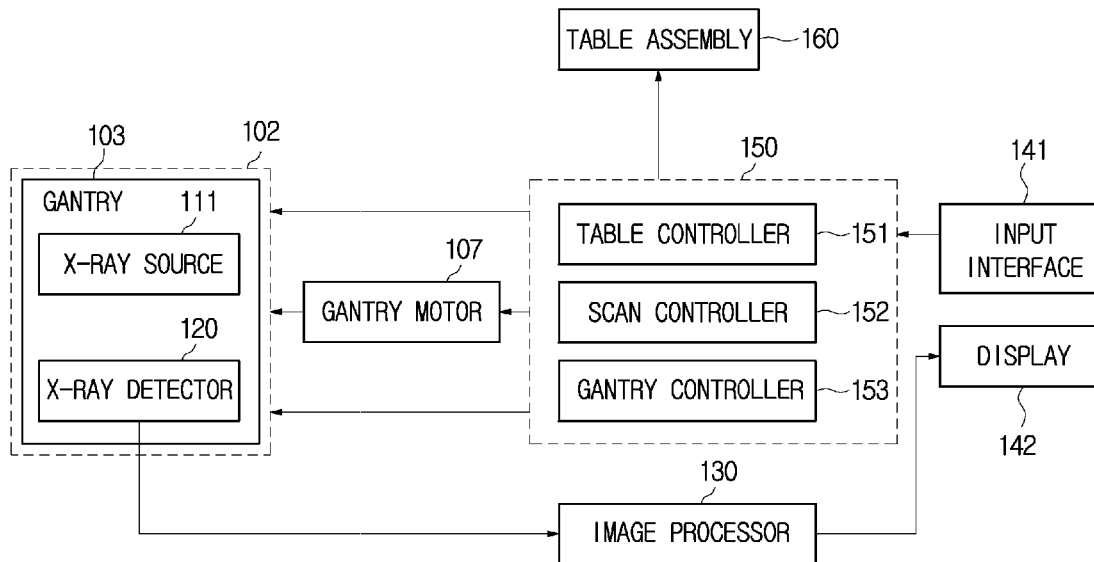 TABLE ASSEMBLY
160
103
102
150
141
GANTRY
111
X-RAY SOURCE
107
GANTRY MOTOR
120
X-RAY DETECTOR
TABLE CONTROLLER
151
SCAN CONTROLLER
152
GANTRY CONTROLLER
153
INPUT
INTERFACE
DISPLAY
142
130
IMAGE PROCESSOR